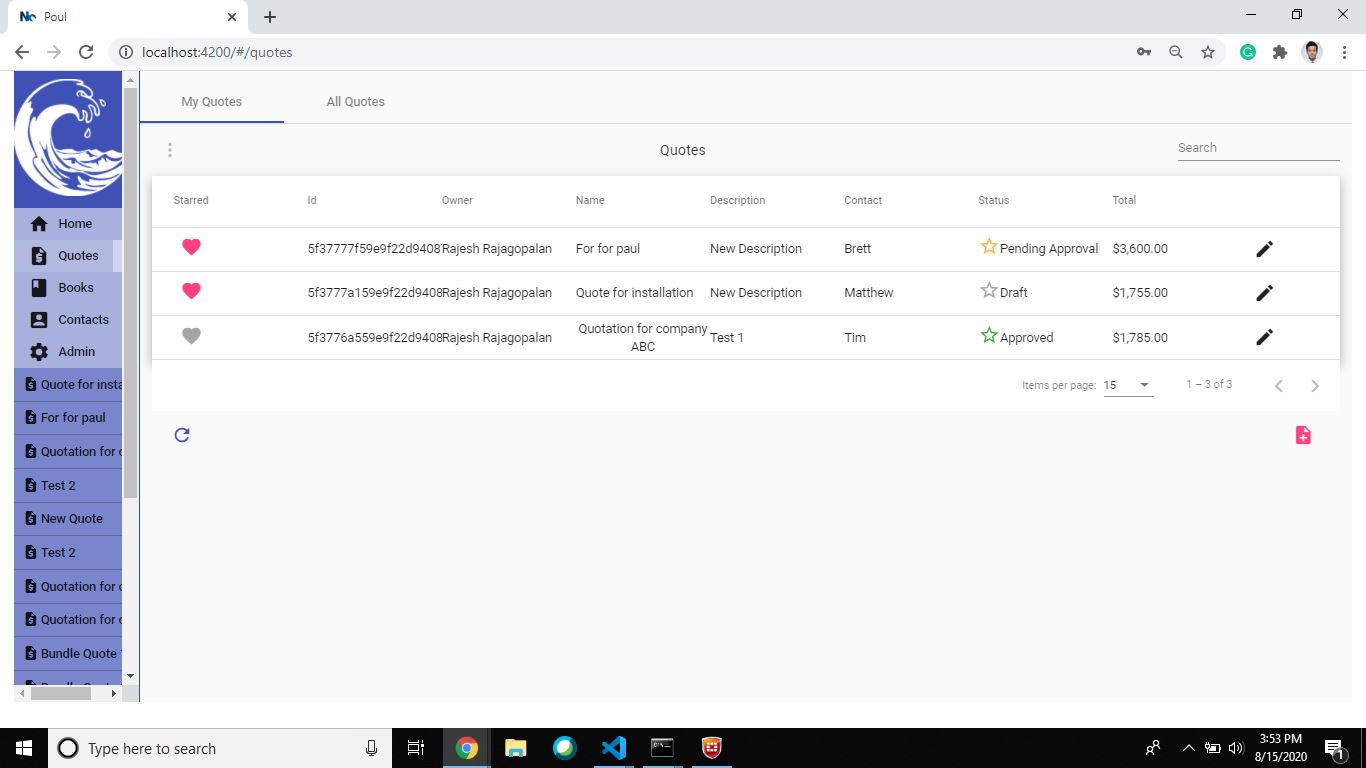 Poul
localhost:4200/#/quotes
My Quotes All Quotes
Quotes Search
Starred Id Owner Name Description Contact Status Total
5f37777f59e9f22d9408 Rajesh Rajagopalan For for paul New Description Brett Pending Approval $3,600.00
5f3777a159e9f22d9408 Rajesh Rajagopalan Quote for installation New Description Matthew Draft $1,755.00
5f3776a559e9f22d9408 Rajesh Rajagopalan Quotation for company Test 1 Tim Approved $1,785.00
ABC
Items per page: 15 1 – 3 of 3
Home
Quotes
Books
Contacts
Admin
Quote for insta
For for paul
Quotation for c
Test 2
New Quote
Test 2
Quotation for c
Quotation for c
Bundle Quote
Type here to search
3:53 PM
8/15/2020
1